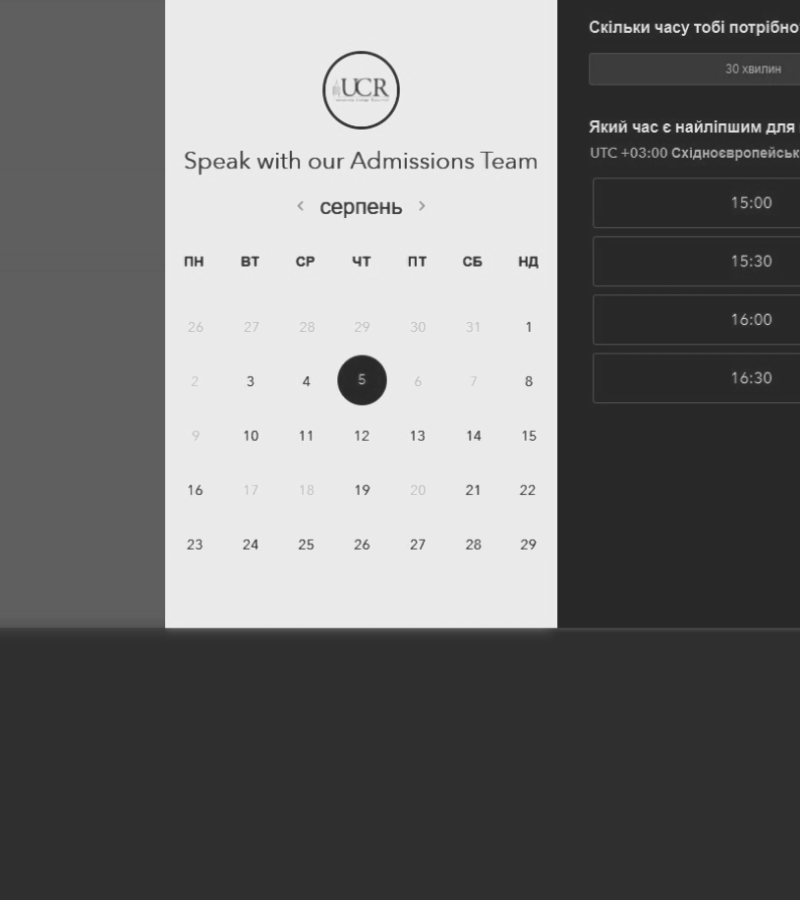 UCR
Speak with our Admissions Team
серпень
ПН ВТ СР ЧТ ПТ СБ НД
26 27 28 29 30 31 1
2 3 4 5 6 7 8
9 10 11 12 13 14 15
16 17 18 19 20 21 22
23 24 25 26 27 28 29
Скільки часу тобі потрібно
30 хвилин
Який час є найліпшим для
UTC +03:00 Східноєвропейськ
15:00
15:30
16:00
16:30